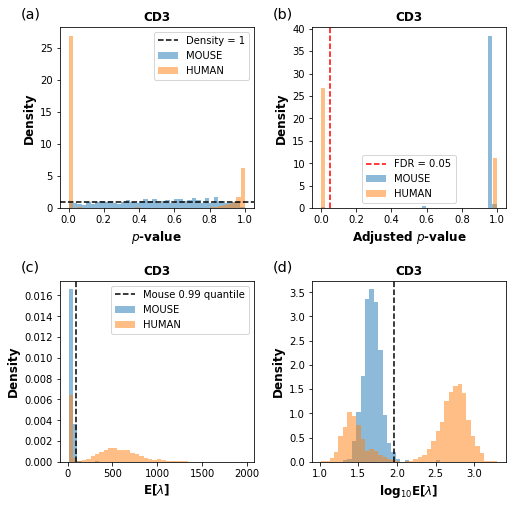 (a)
CD3
Density
25
20
15
10
5
0
0.0 0.2 0.4 0.6 0.8 1.0
p-value
Density = 1
MOUSE
HUMAN
(b)
CD3
Density
40
35
30
25
20
15
10
5
0
0.0 0.2 0.4 0.6 0.8 1.0
Adjusted p-value
FDR = 0.05
MOUSE
HUMAN
(c)
CD3
Density
0.016
0.014
0.012
0.010
0.008
0.006
0.004
0.002
0.000
0 500 1000 1500 2000
E[λ]
Mouse 0.99 quantile
MOUSE
HUMAN
(d)
CD3
Density
3.5
3.0
2.5
2.0
1.5
1.0
0.5
0.0
1.0 1.5 2.0 2.5 3.0
log₁₀E[λ]